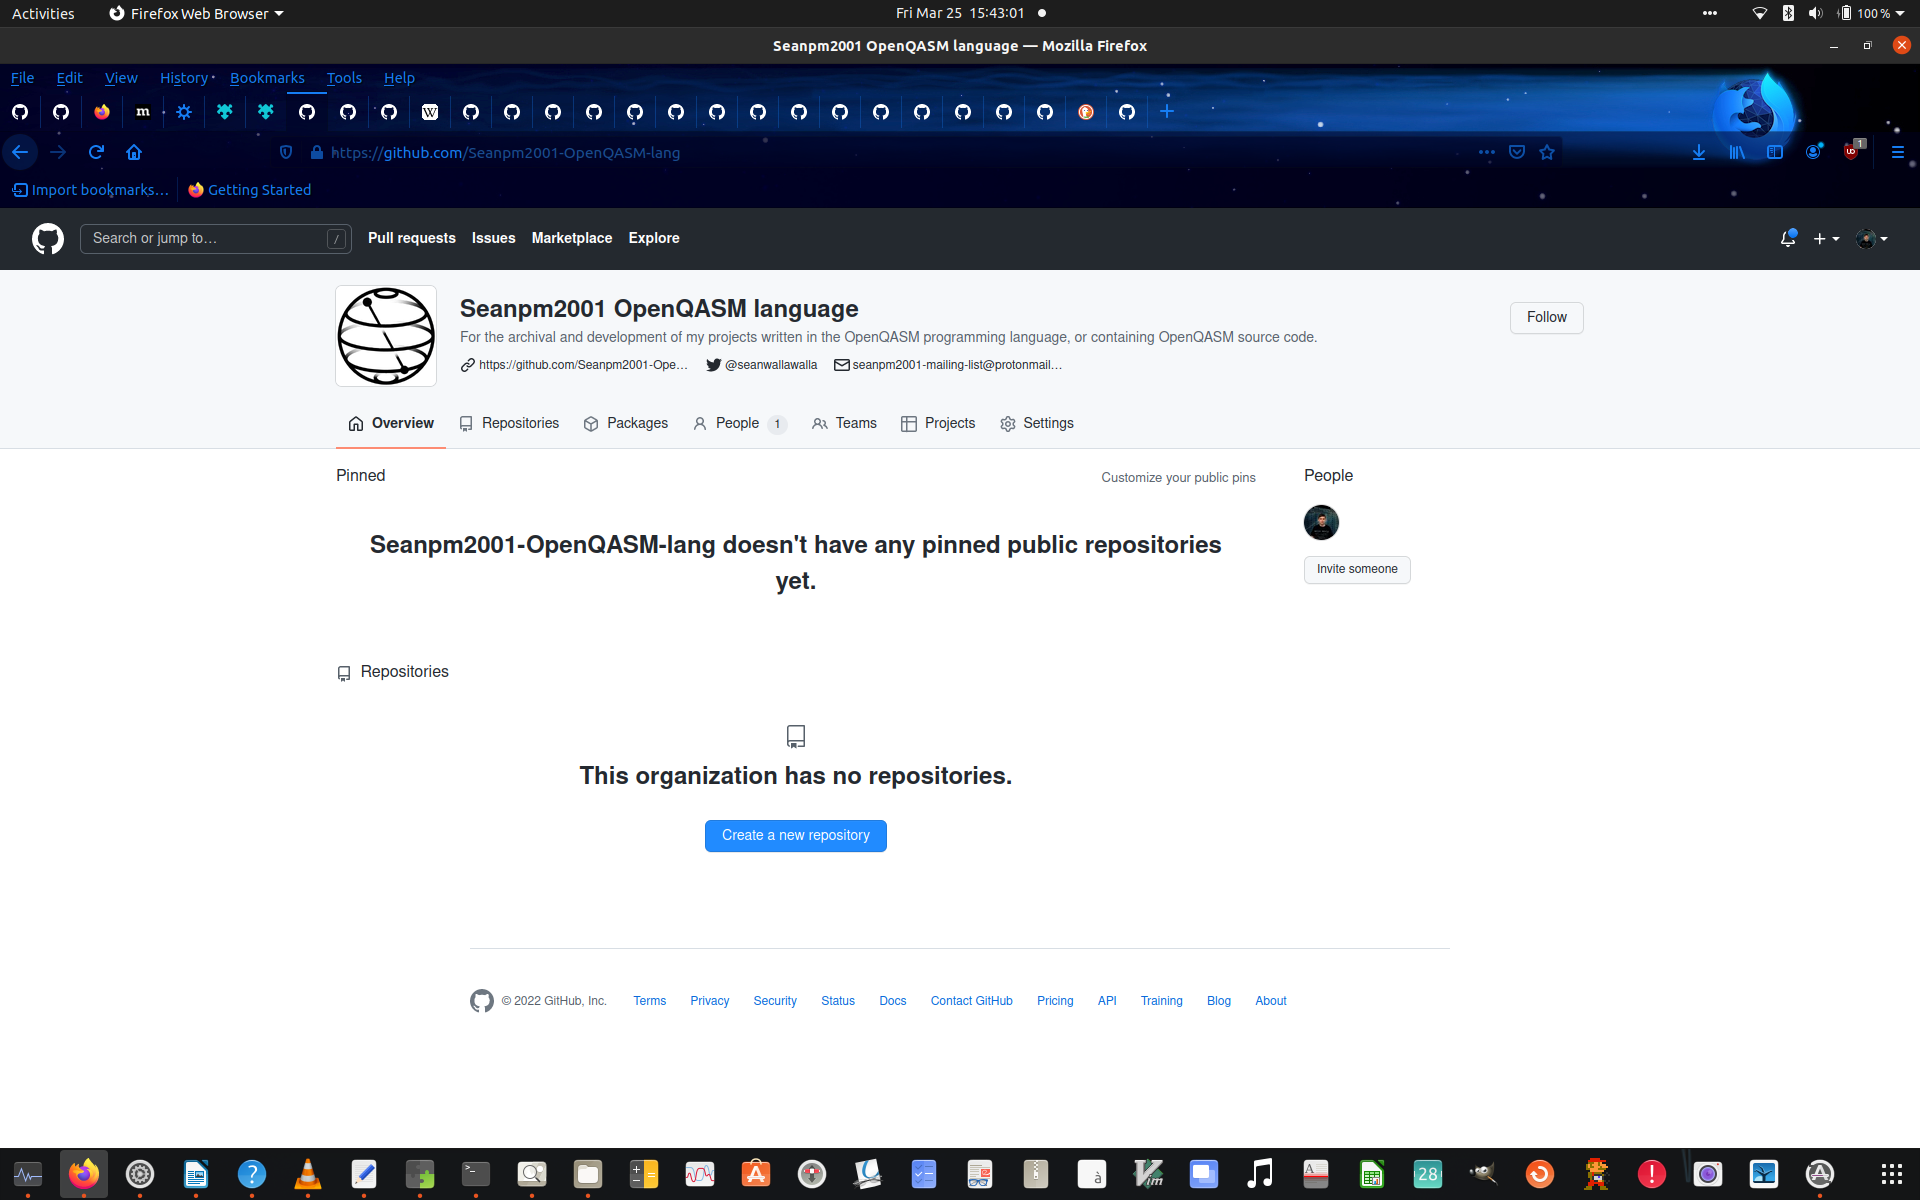 Activities
Firefox Web Browser
Fri Mar 25 15:43:01
100 %
Seanpm2001 OpenQASM language — Mozilla Firefox
File Edit View History Bookmarks Tools Help
https://github.com/Seanpm2001-OpenQASM-lang
1
Import bookmarks…
Getting Started
Search or jump to…
/
Pull requests Issues Marketplace Explore
Seanpm2001 OpenQASM language
Follow
For the archival and development of my projects written in the OpenQASM programming language, or containing OpenQASM source code.
https://github.com/Seanpm2001-Ope…
@seanwallawalla
seanpm2001-mailing-list@protonmail…
Overview Repositories Packages People 1 Teams Projects Settings
Pinned
Customize your public pins
People
Seanpm2001-OpenQASM-lang doesn't have any pinned public repositories
yet.
Invite someone
Repositories
This organization has no repositories.
Create a new repository
© 2022 GitHub, Inc. Terms Privacy Security Status Docs Contact GitHub Pricing API Training Blog About
28